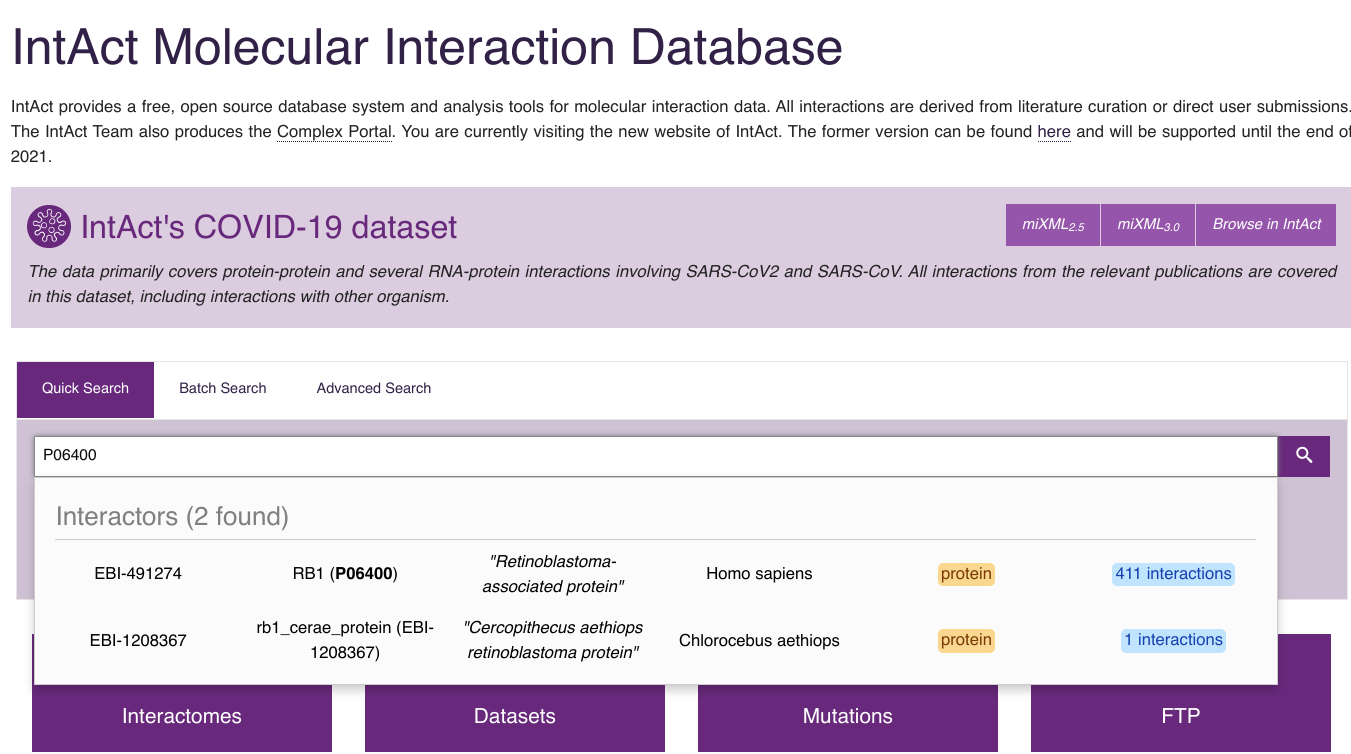 IntAct Molecular Interaction Database
IntAct provides a free, open source database system and analysis tools for molecular interaction data. All interactions are derived from literature curation or direct user submissions.
The IntAct Team also produces the Complex Portal. You are currently visiting the new website of IntAct. The former version can be found here and will be supported until the end of
2021.
IntAct's COVID-19 dataset
miXML2.5 miXML3.0 Browse in IntAct
The data primarily covers protein-protein and several RNA-protein interactions involving SARS-CoV2 and SARS-CoV. All interactions from the relevant publications are covered
in this dataset, including interactions with other organism.
Quick Search Batch Search Advanced Search
P06400
Interactors (2 found)
EBI-491274 RB1 (P06400) "Retinoblastoma-
associated protein" Homo sapiens protein 411 interactions
EBI-1208367 rb1_cerae_protein (EBI-
1208367) "Cercopithecus aethiops
retinoblastoma protein" Chlorocebus aethiops protein 1 interactions
Interactomes Datasets Mutations FTP